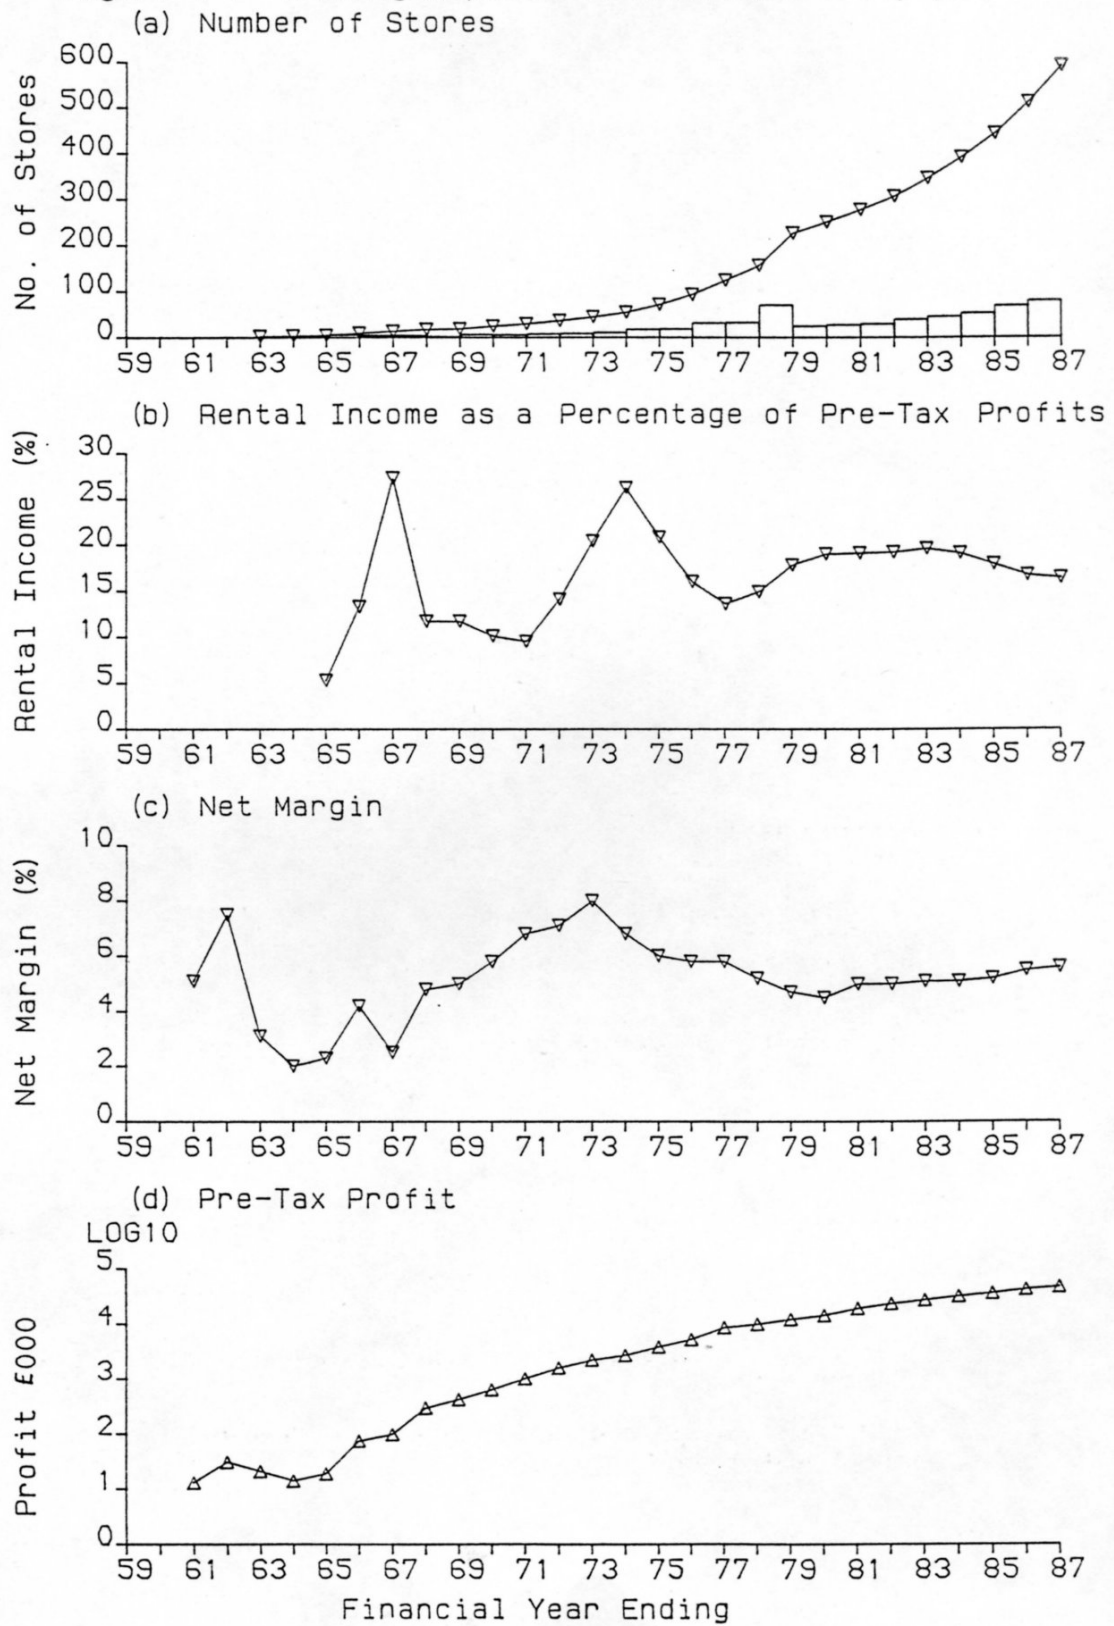 (a) Number of Stores
No. of Stores
600
500
400
300
200
100
0
59 61 63 65 67 69 71 73 75 77 79 81 83 85 87
(b) Rental Income as a Percentage of Pre-Tax Profits
Rental Income (%)
30
25
20
15
10
5
0
59 61 63 65 67 69 71 73 75 77 79 81 83 85 87
(c) Net Margin
Net Margin (%)
10
8
6
4
2
0
59 61 63 65 67 69 71 73 75 77 79 81 83 85 87
(d) Pre-Tax Profit
LOG10
Profit £000
5
4
3
2
1
0
59 61 63 65 67 69 71 73 75 77 79 81 83 85 87
Financial Year Ending